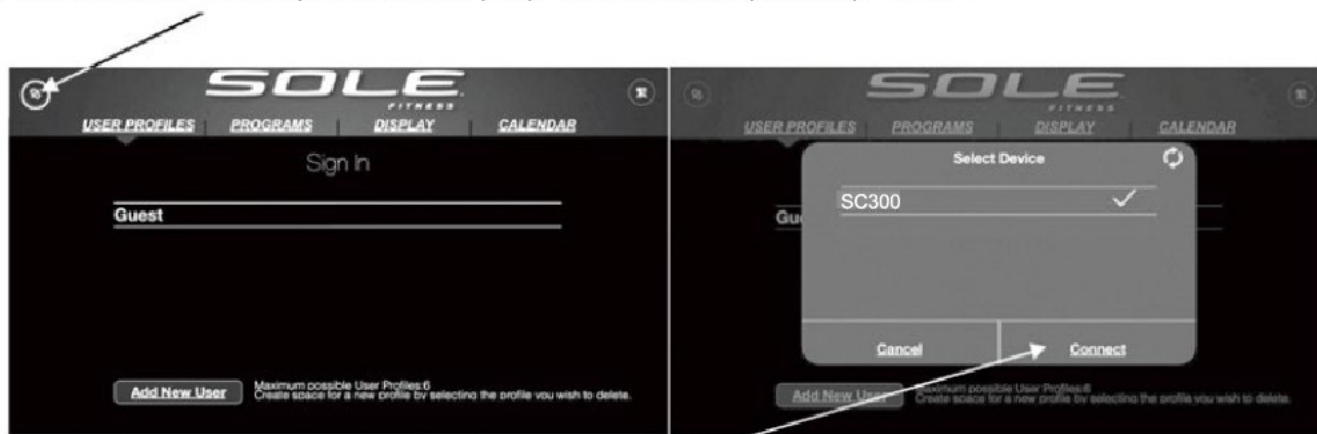 SOLE
FITNESS
USER PROFILES PROGRAMS DISPLAY CALENDAR
Sign In
Guest
Add New User
Maximum possible User Profiles:6
Create space for a new profile by selecting the profile you wish to delete.
SOLE
FITNESS
USER PROFILES PROGRAMS DISPLAY CALENDAR
Select Device
SC300
Gu
Cancel Connect
Add New User
Maximum possible User Profiles:6
Create space for a new profile by selecting the profile you wish to delete.